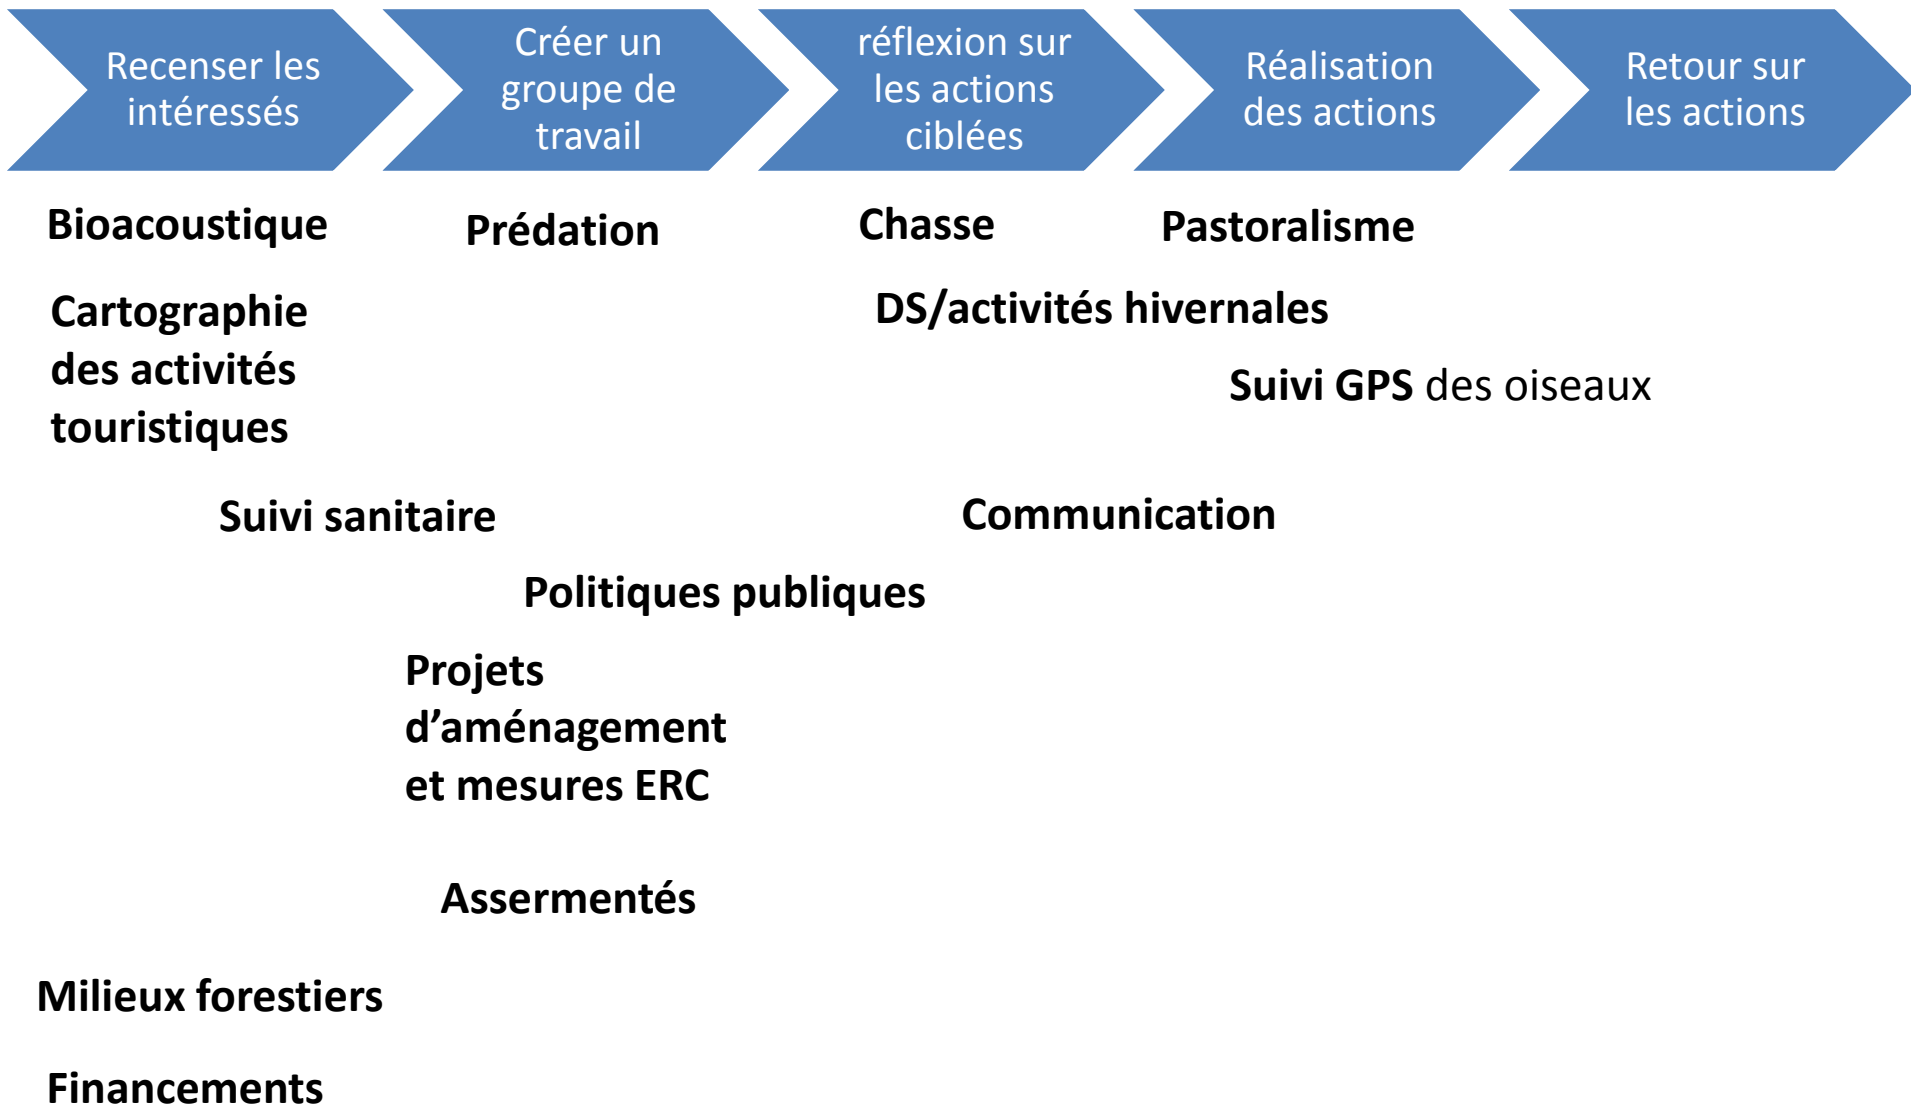 Recenser les
intéressés
Créer un
groupe de
travail
réflexion sur
les actions
ciblées
Réalisation
des actions
Retour sur
les actions
Bioacoustique
Prédation
Chasse
Pastoralisme
Cartographie
des activités
touristiques
DS/activités hivernales
Suivi GPS des oiseaux
Suivi sanitaire
Communication
Politiques publiques
Projets
d’aménagement
et mesures ERC
Assermentés
Milieux forestiers
Financements